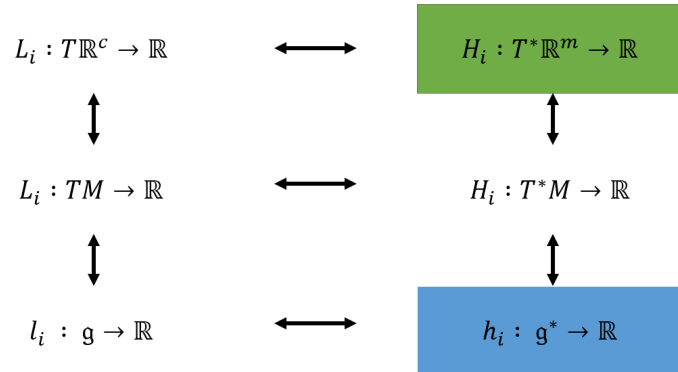 L_i : Tℝ^c → ℝ
H_i : T^*ℝ^m → ℝ
L_i : TM → ℝ
H_i : T^*M → ℝ
l_i : 𝔤 → ℝ
h_i : 𝔤^* → ℝ